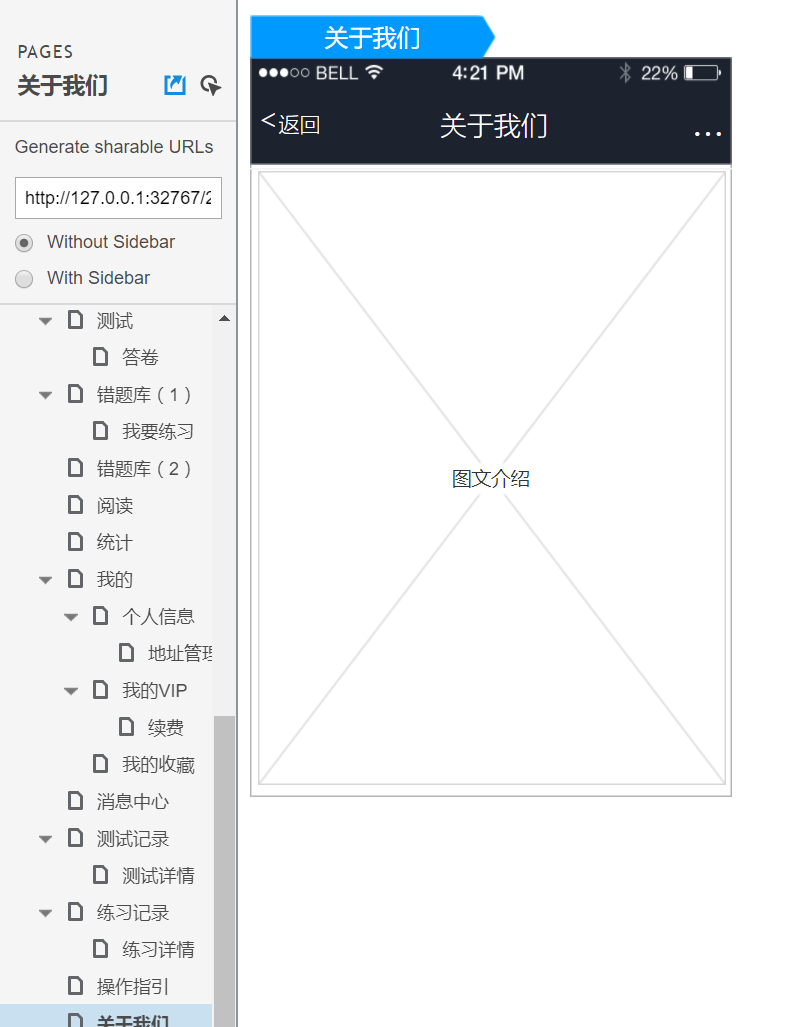 PAGES
关于我们
Generate sharable URLs
http://127.0.0.1:32767/2
Without Sidebar
With Sidebar
测试
答卷
错题库（1）
我要练习
错题库（2）
阅读
统计
我的
个人信息
地址管理
我的VIP
续费
我的收藏
消息中心
测试记录
测试详情
练习记录
练习详情
操作指引
关于我们
关于我们
BELL 4:21 PM 22%
<返回 关于我们 ...
图文介绍